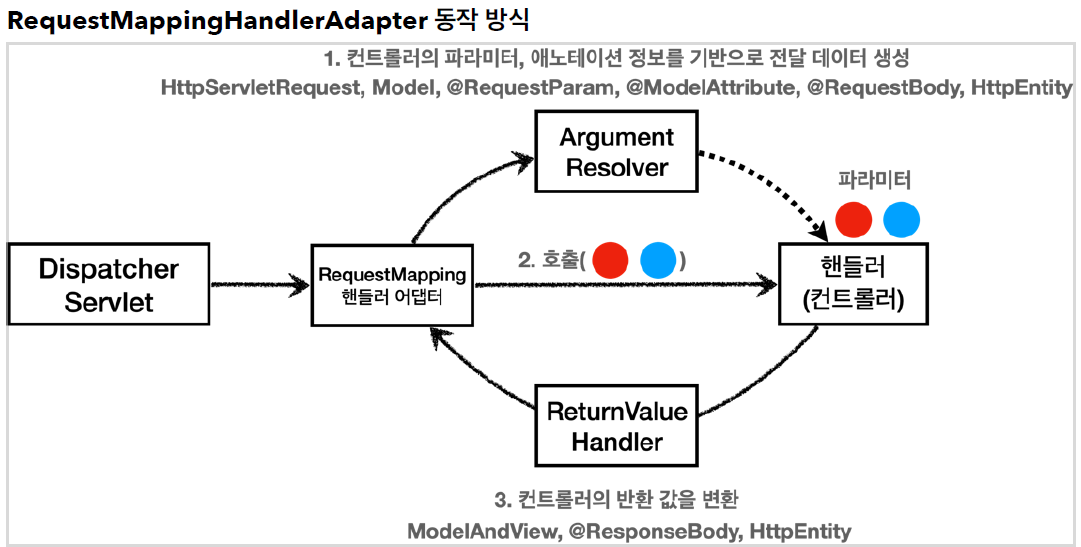 RequestMappingHandlerAdapter 동작 방식
1. 컨트롤러의 파라미터, 애노테이션 정보를 기반으로 전달 데이터 생성
HttpServletRequest, Model, @RequestParam, @ModelAttribute, @RequestBody, HttpEntity
Argument
Resolver
파라미터
Dispatcher
Servlet
RequestMapping
핸들러 어댑터
2. 호출( )
핸들러
(컨트롤러)
ReturnValue
Handler
3. 컨트롤러의 반환 값을 변환
ModelAndView, @ResponseBody, HttpEntity